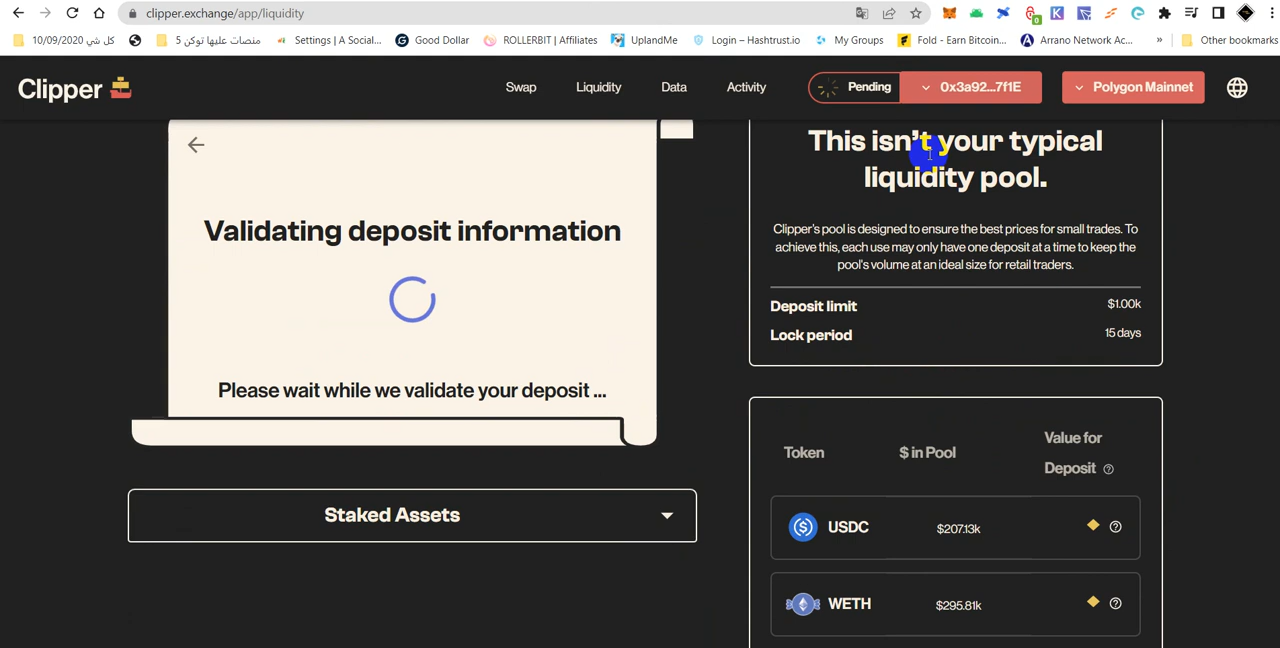 clipper.exchange/app/liquidity
كل شي 10/09/2020
منصات عليها توكن 5
Settings | A Social...
Good Dollar
ROLLERBIT | Affiliates
UplandMe
Login – Hashtrust.io
My Groups
Fold - Earn Bitcoin...
Arrano Network Ac...
»
Other bookmarks
Clipper
Swap
Liquidity
Data
Activity
Pending
0x3a92...7f1E
Polygon Mainnet
Validating deposit information
Please wait while we validate your deposit ...
Staked Assets
This isn't your typical
liquidity pool.
Clipper's pool is designed to ensure the best prices for small trades. To
achieve this, each use may only have one deposit at a time to keep the
pool's volume at an ideal size for retail traders.
Deposit limit $1.00k
Lock period 15 days
Token $ in Pool Value for
Deposit
USDC $207.13k
WETH $295.81k